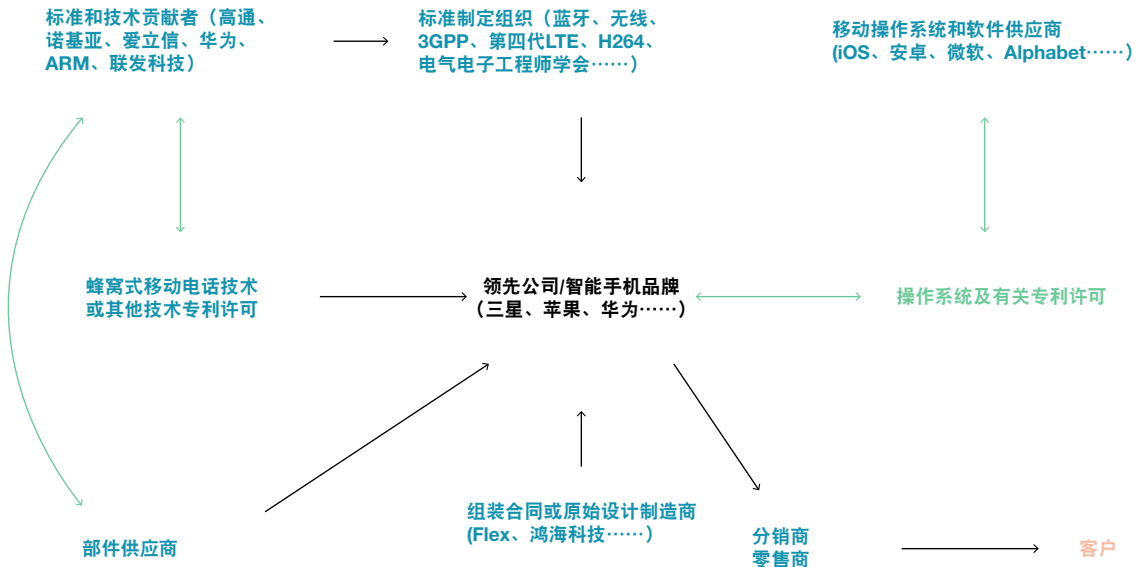 标准和技术贡献者（高通、
诺基亚、爱立信、华为、
ARM、联发科技）
标准制定组织（蓝牙、无线、
3GPP、第四代LTE、H264、
电气电子工程师学会……）
移动操作系统和软件供应商
(iOS、安卓、微软、Alphabet……）
蜂窝式移动电话技术
或其他技术专利许可
领先公司/智能手机品牌
（三星、苹果、华为……）
操作系统及有关专利许可
部件供应商
组装合同或原始设计制造商
(Flex、鸿海科技……）
分销商
零售商
客户